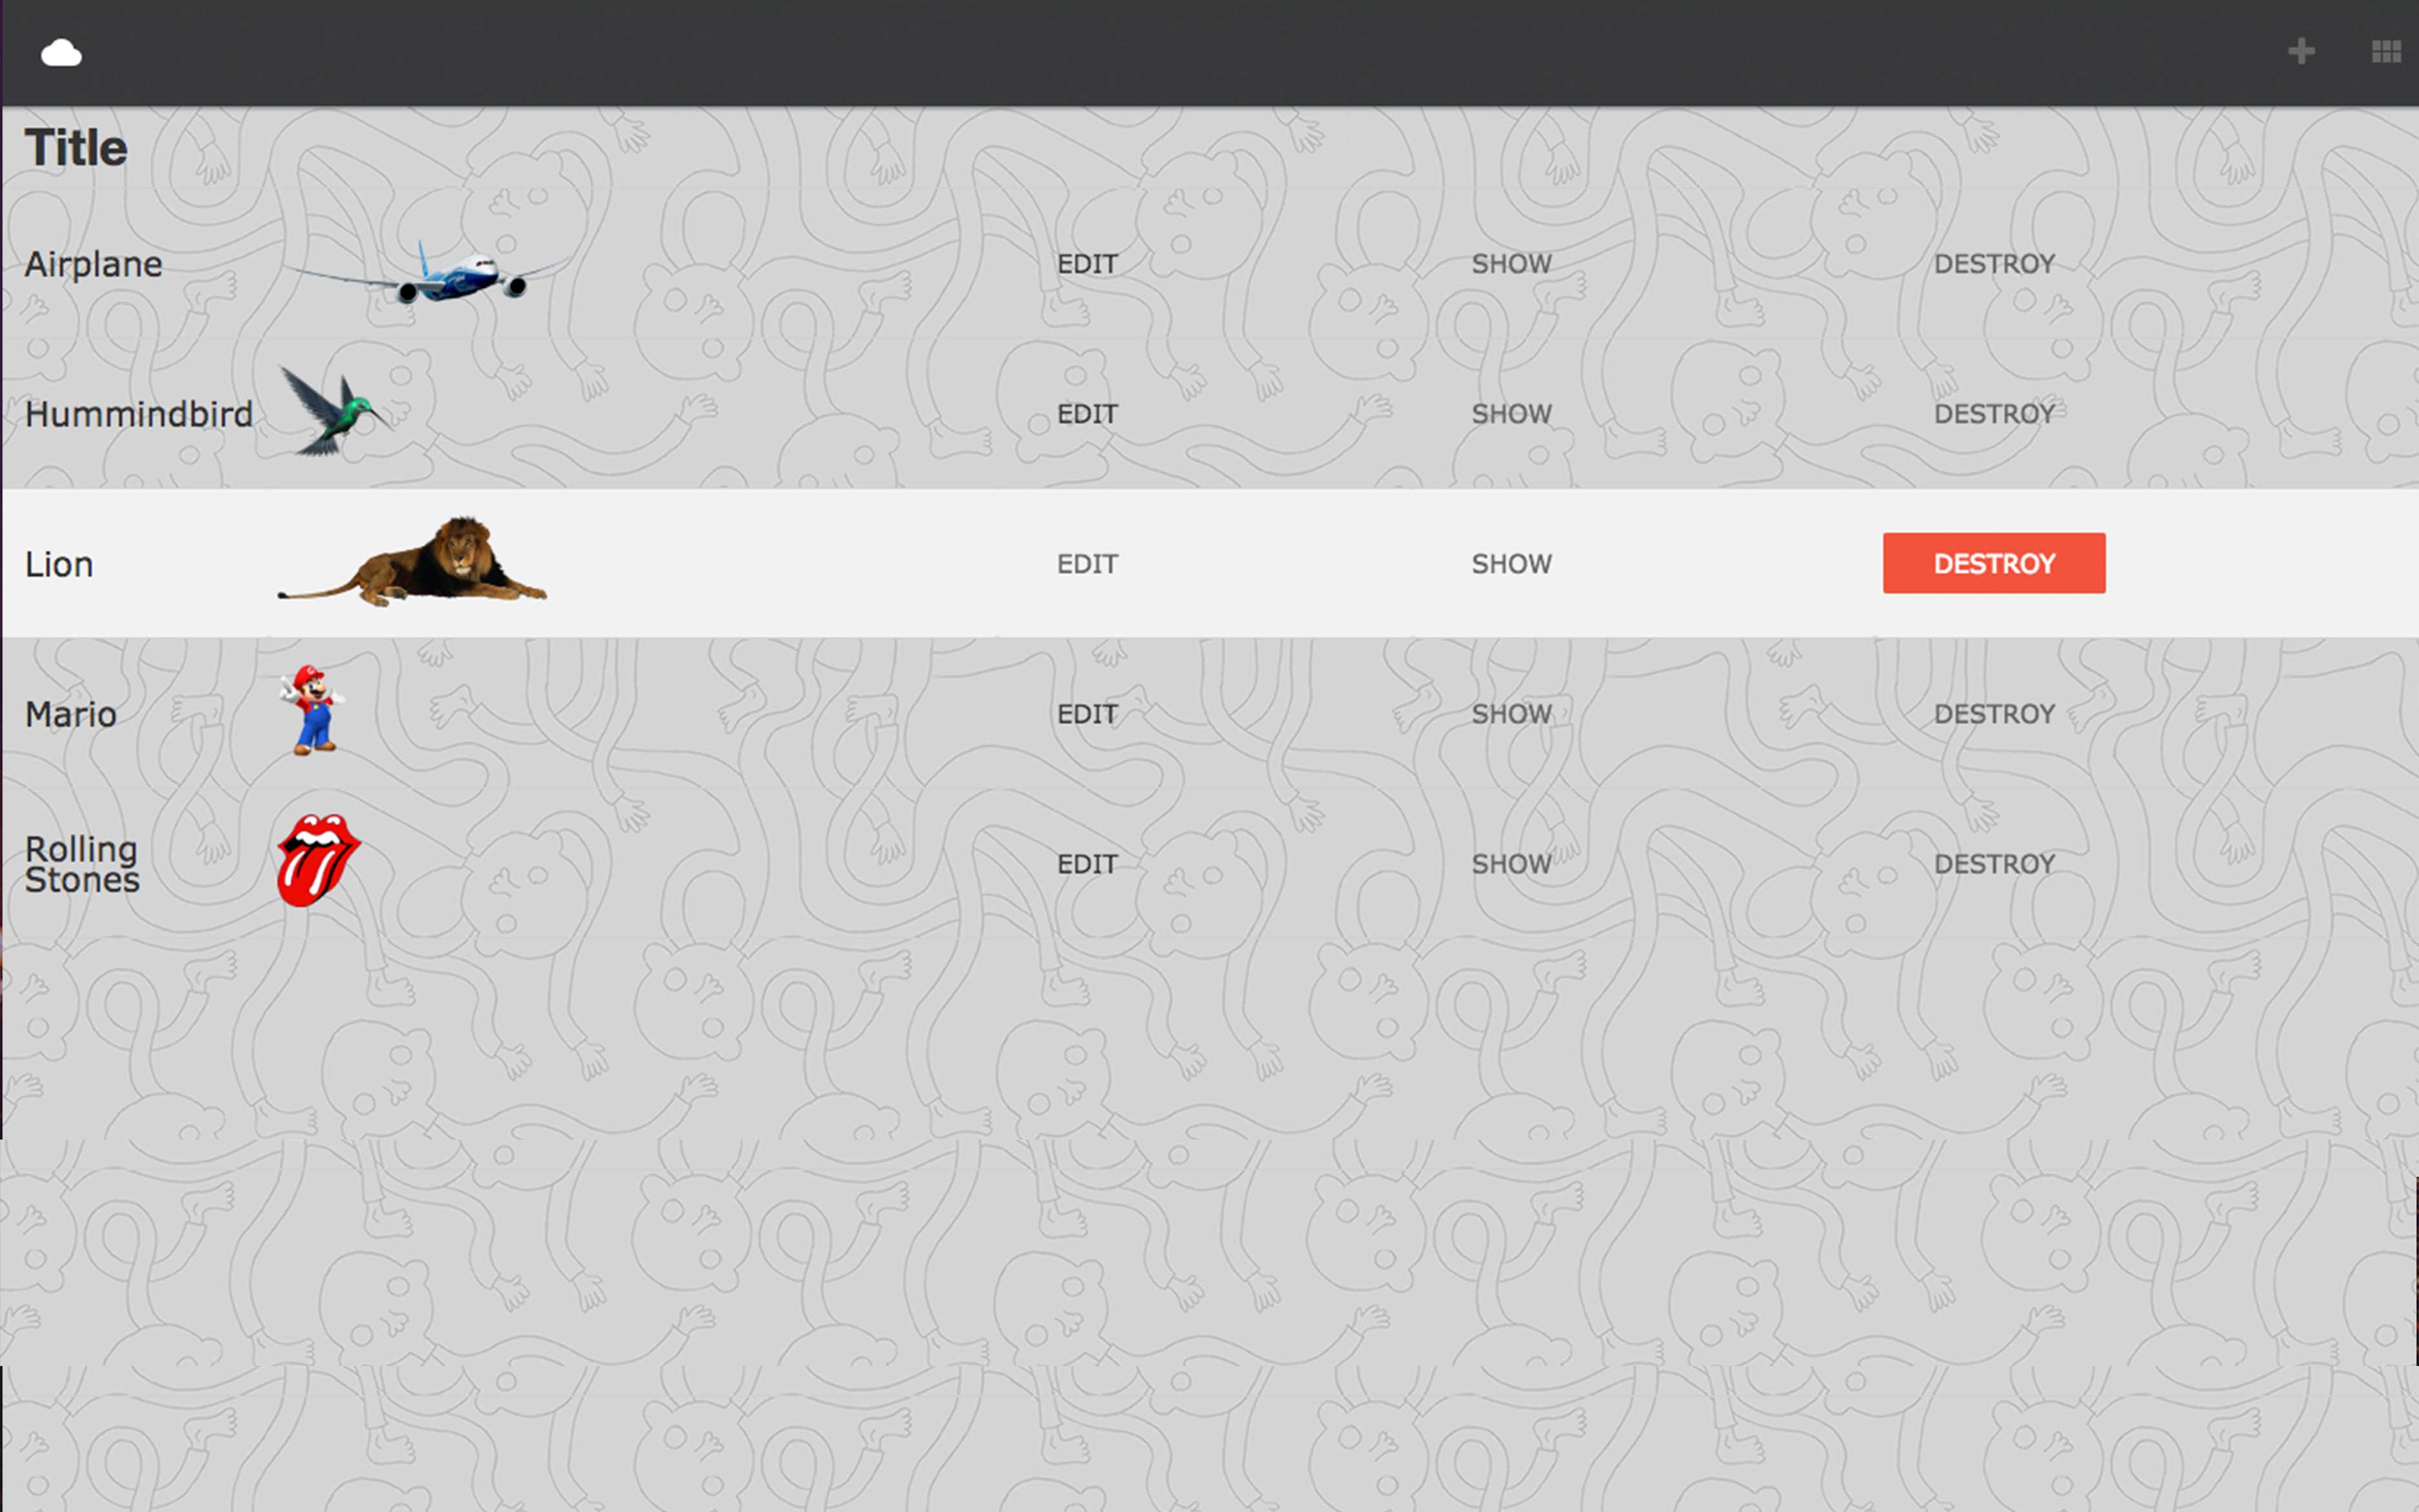 Title
Airplane EDIT SHOW DESTROY
Hummindbird EDIT SHOW DESTROY
Lion EDIT SHOW DESTROY
Mario EDIT SHOW DESTROY
Rolling
Stones EDIT SHOW DESTROY